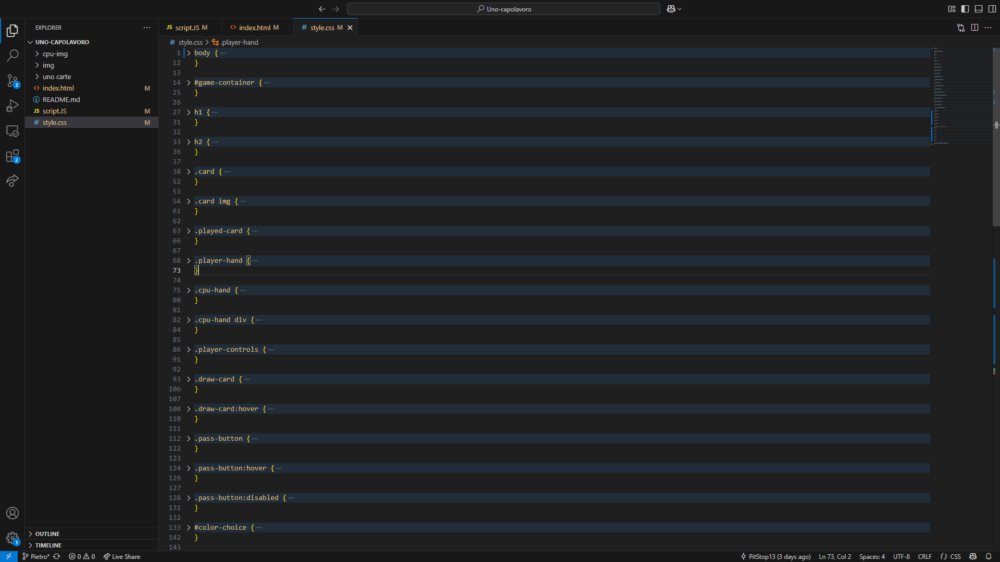 Uno-capolavoro
EXPLORER
UNO-CAPOLAVORO
cpu-img
img
uno carte
index.html M
README.md
script.JS M
style.css M
OUTLINE
TIMELINE
3
2
1
script.JS M
index.html M
style.css M
style.css > .player-hand
1 body { ···
12 }
13
14 #game-container { ···
25 }
26
27 h1 { ···
31 }
32
33 h2 { ···
36 }
37
38 .card { ···
52 }
53
54 .card img { ···
61 }
62
63 .played-card { ···
66 }
67
68 .player-hand { ···
73 }
74
75 .cpu-hand { ···
80 }
81
82 .cpu-hand div { ···
84 }
85
86 .player-controls { ···
91 }
92
93 .draw-card { ···
106 }
107
108 .draw-card:hover { ···
110 }
111
112 .pass-button { ···
122 }
123
124 .pass-button:hover { ···
126 }
127
128 .pass-button:disabled { ···
131 }
132
133 #color-choice { ···
142 }
143
Pietro* 0 0 Live Share PitStop13 (3 days ago) Ln 73, Col 2 Spaces: 4 UTF-8 CRLF {} CSS